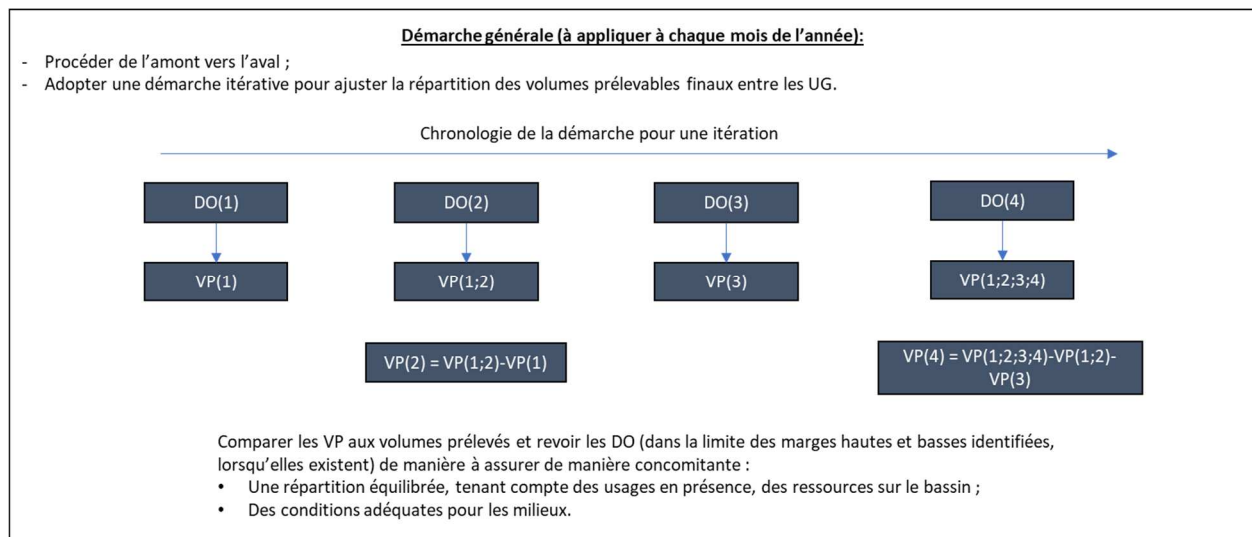 Démarche générale (à appliquer à chaque mois de l’année):
- Procéder de l’amont vers l’aval ;
- Adopter une démarche itérative pour ajuster la répartition des volumes prélevables finaux entre les UG.
Chronologie de la démarche pour une itération
DO(1)
DO(2)
DO(3)
DO(4)
VP(1)
VP(1;2)
VP(3)
VP(1;2;3;4)
VP(2) = VP(1;2)-VP(1)
VP(4) = VP(1;2;3;4)-VP(1;2)-
VP(3)
Comparer les VP aux volumes prélevés et revoir les DO (dans la limite des marges hautes et basses identifiées,
lorsqu’elles existent) de manière à assurer de manière concomitante :
• Une répartition équilibrée, tenant compte des usages en présence, des ressources sur le bassin ;
• Des conditions adéquates pour les milieux.